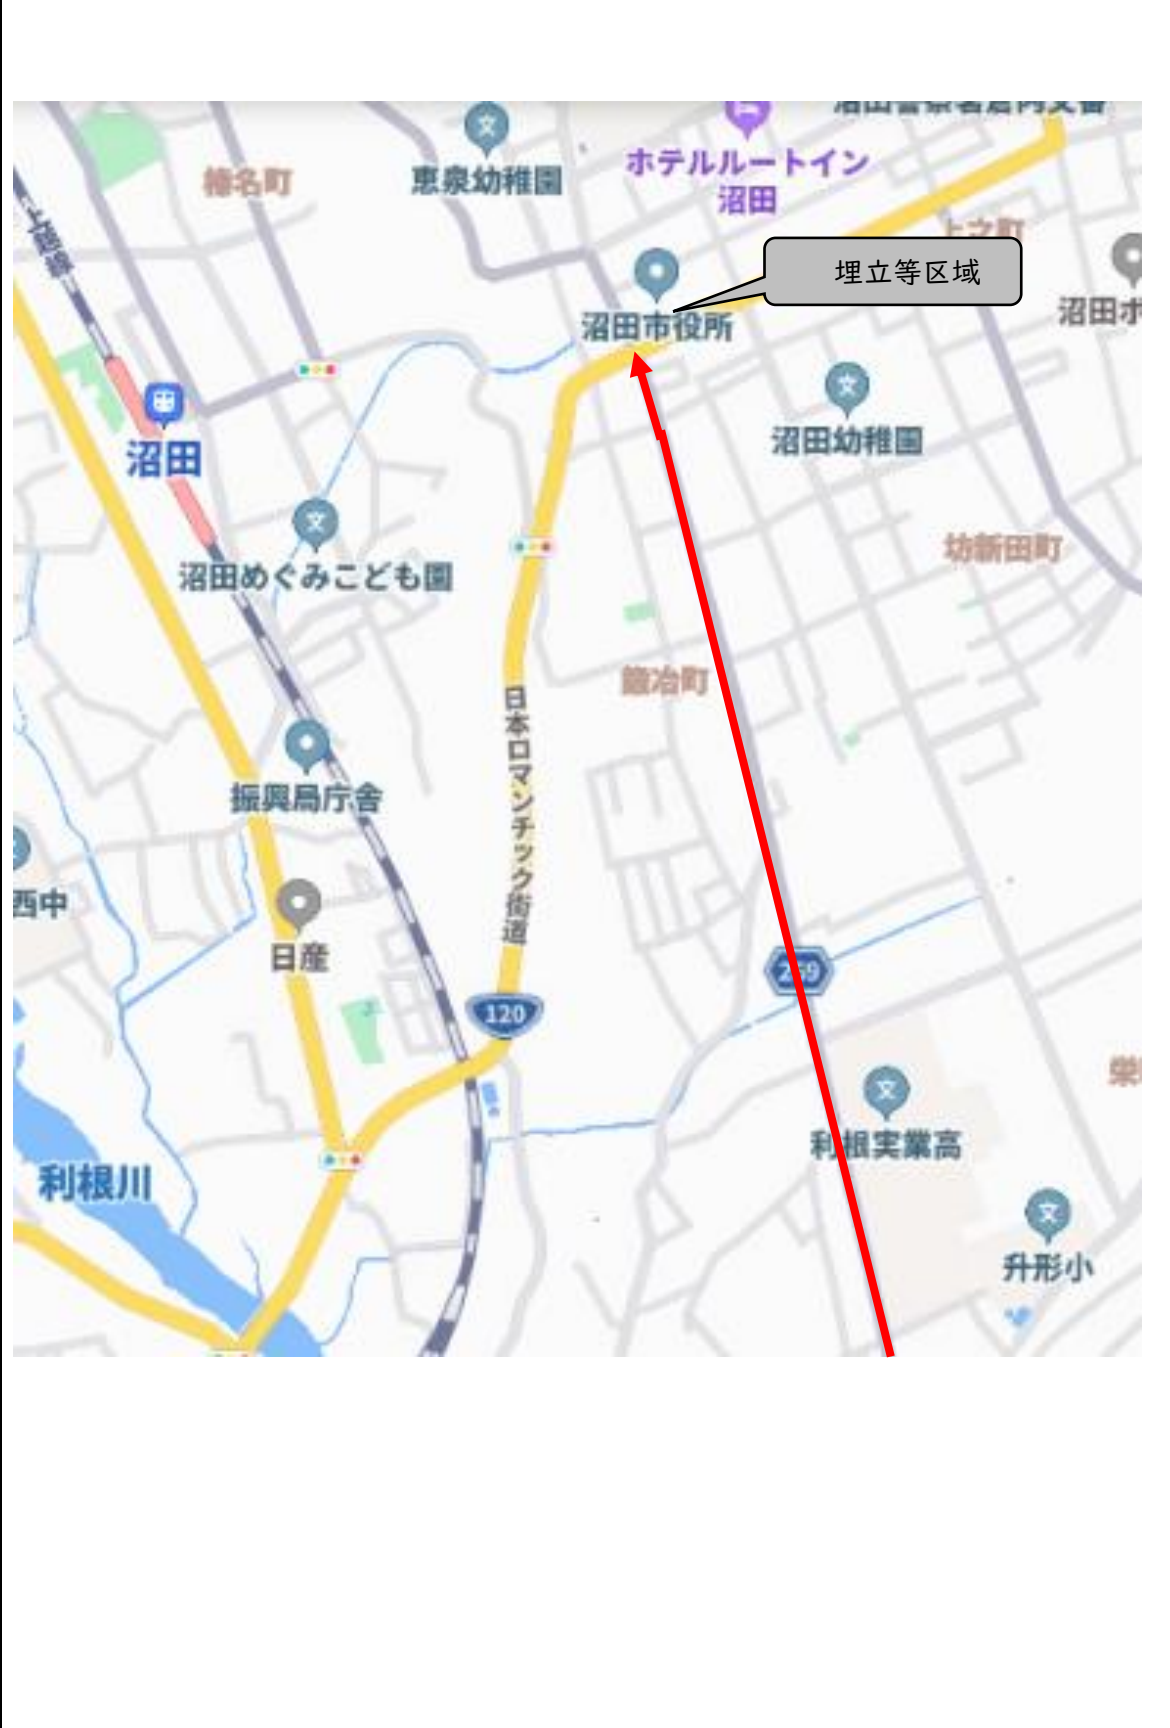 榛名町
恵泉幼稚園
ホテルルートイン
沼田
上之町
上越線
埋立等区域
沼田市役所
沼田
沼田幼稚園
坊新田町
沼田めぐみこども園
鍛冶町
日本ロマンチック街道
振興局庁舎
西中
日産
120
利根実業高
利根川
升形小